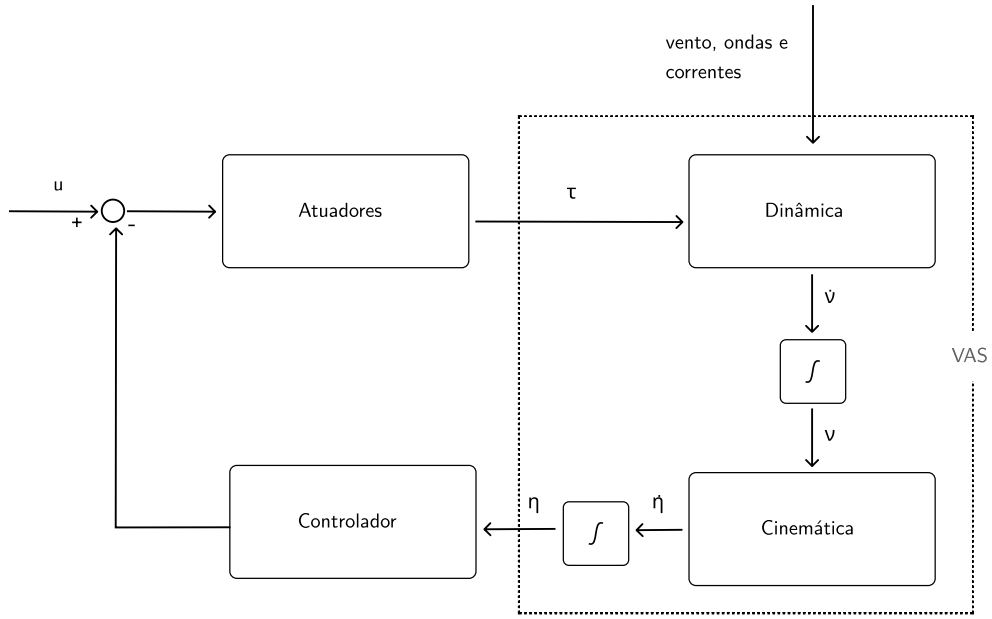 vento, ondas e
correntes
u
+
-
Atuadores
τ
Dinâmica
ν̇
∫
VAS
ν
Controlador
η
∫
η̇
Cinemática